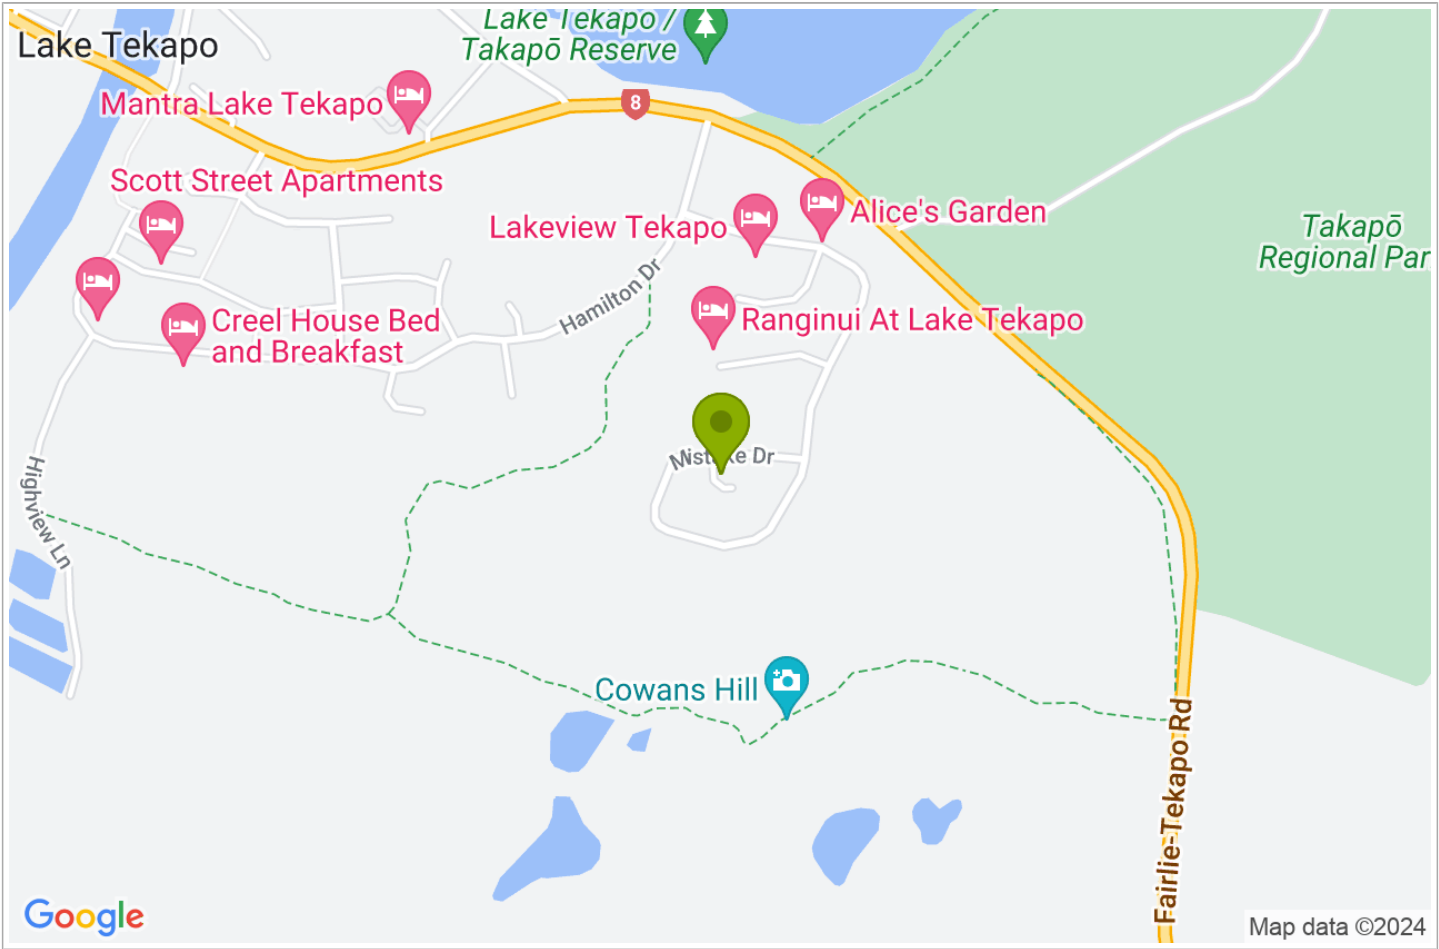 Lake Tekapo /
Takapō Reserve
Lake Tekapo
Mantra Lake Tekapo
8
Scott Street Apartments
Lakeview Tekapo
Alice's Garden
Takapō
Regional Par
Hamilton Dr
Creel House Bed
and Breakfast
Ranginui At Lake Tekapo
Dr
Highview Ln
Cowans Hill
Fairlie-Tekapo Rd
Google
Map data ©2024